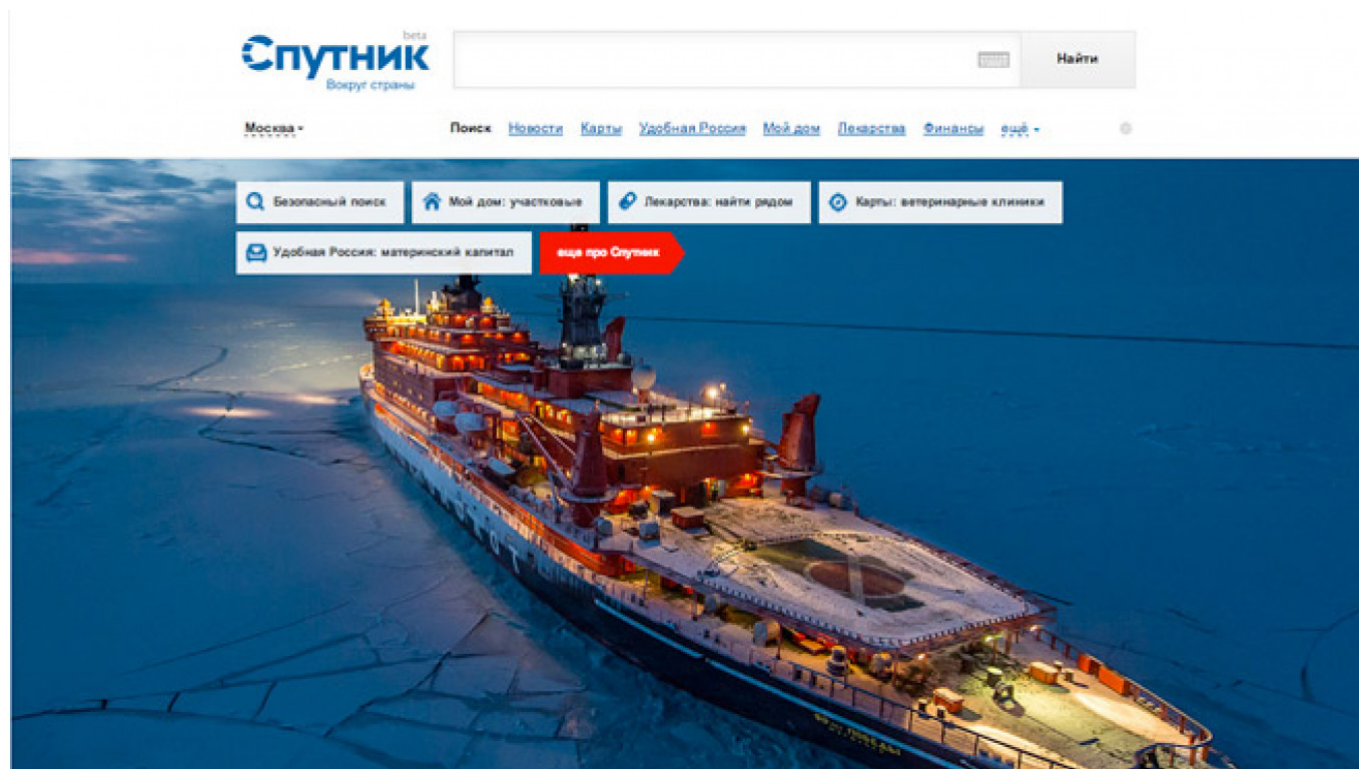 beta
Спутник
Вокруг страны
Найти
Москва
Поиск Новости Карты Удобная Россия Мой дом Лекарства Финансы ещё
Безопасный поиск Мой дом: участковые Лекарства: найти рядом Карты: ветеринарные клиники
Удобная Россия: материнский капитал еще про Спутник